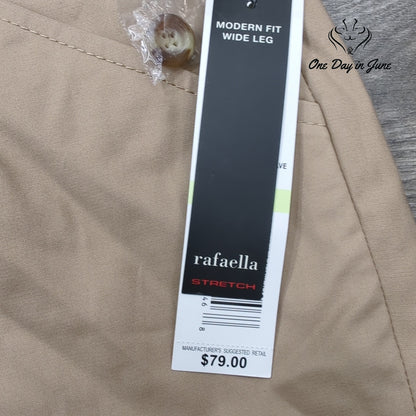 MODERN FIT
WIDE LEG
One Day in June
rafaella
STRETCH
MANUFACTURER'S SUGGESTED RETAIL
$79.00